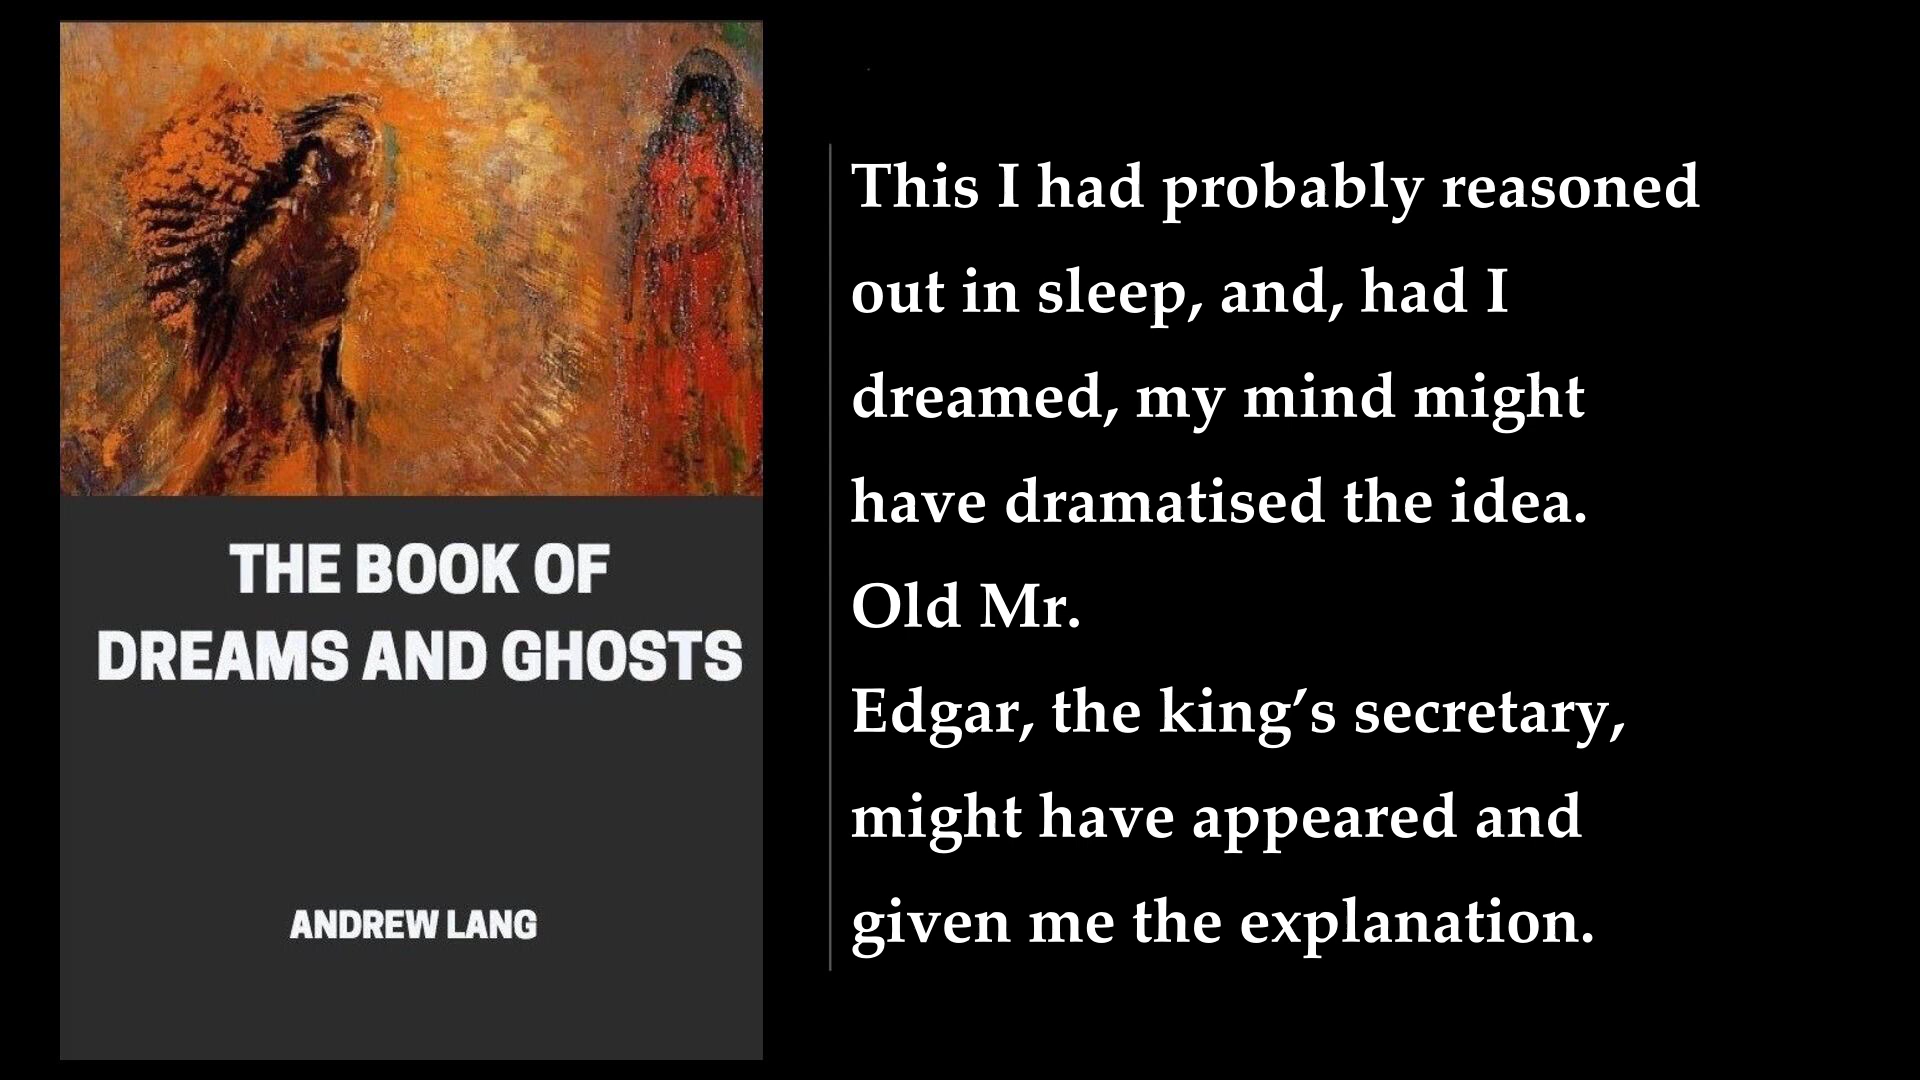 THE BOOK OF
DREAMS AND GHOSTS
ANDREW LANG
This I had probably reasoned
out in sleep, and, had I
dreamed, my mind might
have dramatised the idea.
Old Mr.
Edgar, the king’s secretary,
might have appeared and
given me the explanation.